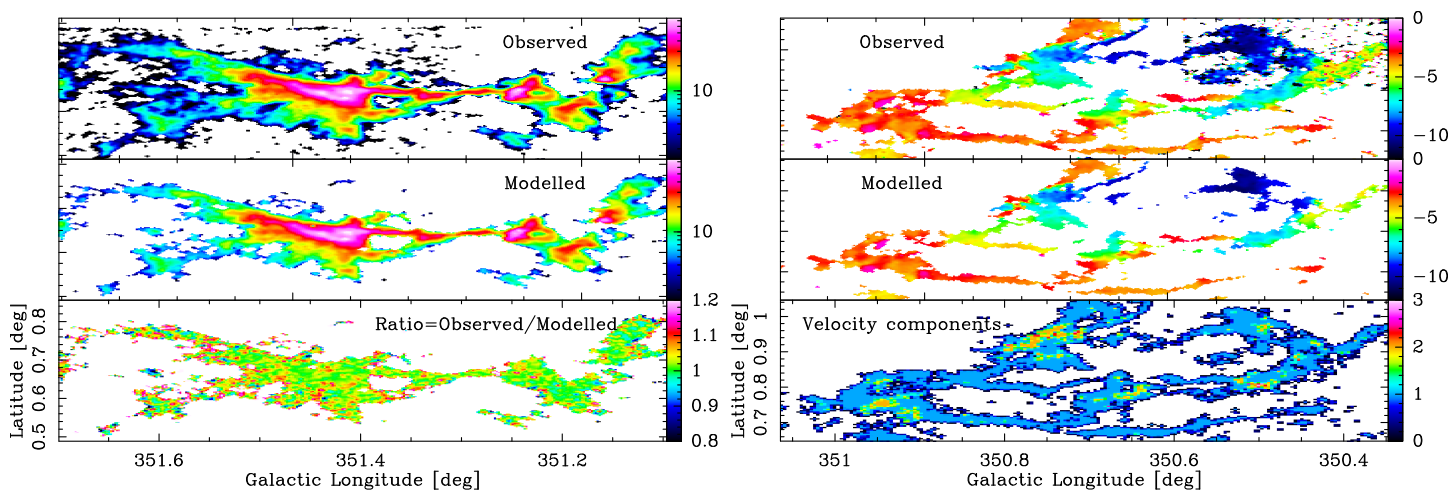 Observed
10
Modelled
10
Ratio=Observed/Modelled
1.2
1.1
1
0.9
0.8
0.5 0.6 0.7 0.8
Latitude [deg]
351.6 351.4 351.2
Galactic Longitude [deg]
Observed
0
−5
−10
Modelled
0
−5
−10
Velocity components
3
2
1
0
0.7 0.8 0.9 1
Latitude [deg]
351 350.8 350.6 350.4
Galactic Longitude [deg]